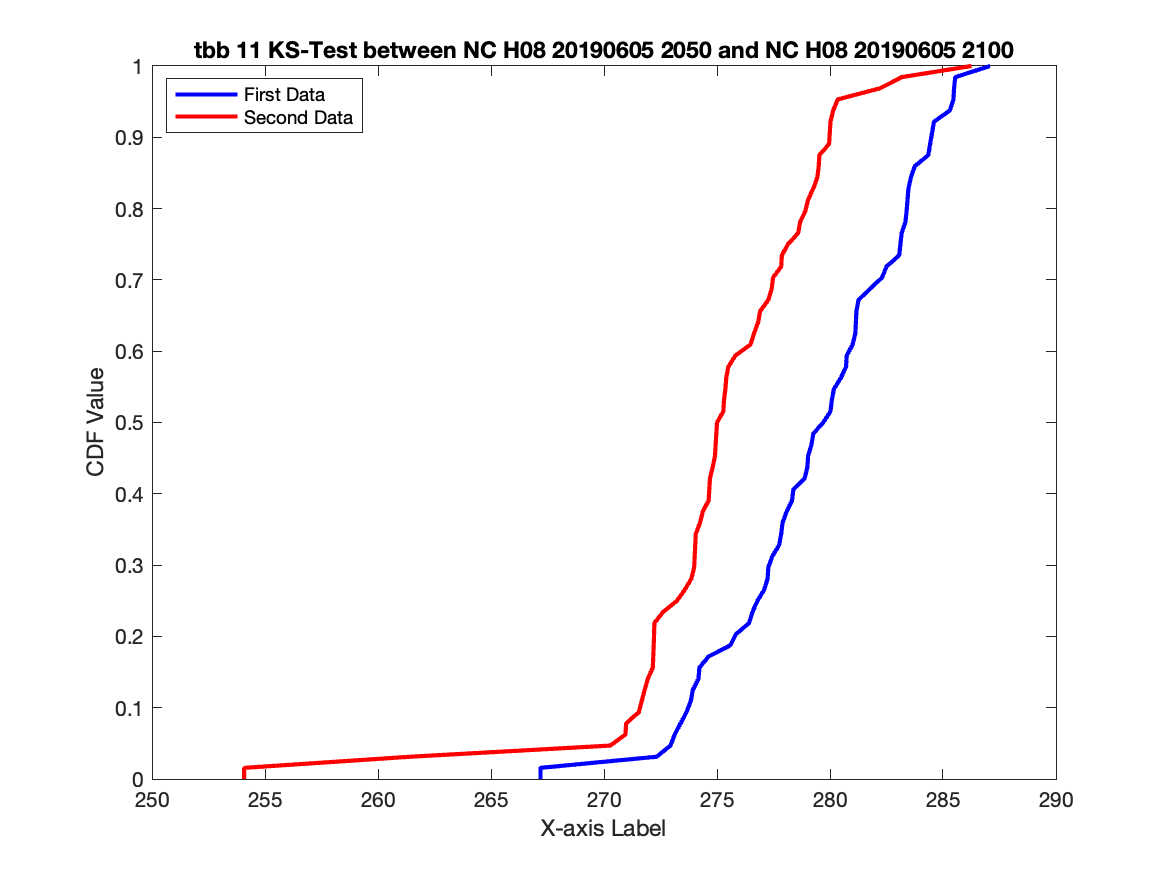 tbb 11 KS-Test between NC H08 20190605 2050 and NC H08 20190605 2100
First Data
Second Data
CDF Value
1
0.9
0.8
0.7
0.6
0.5
0.4
0.3
0.2
0.1
0
250 255 260 265 270 275 280 285 290
X-axis Label